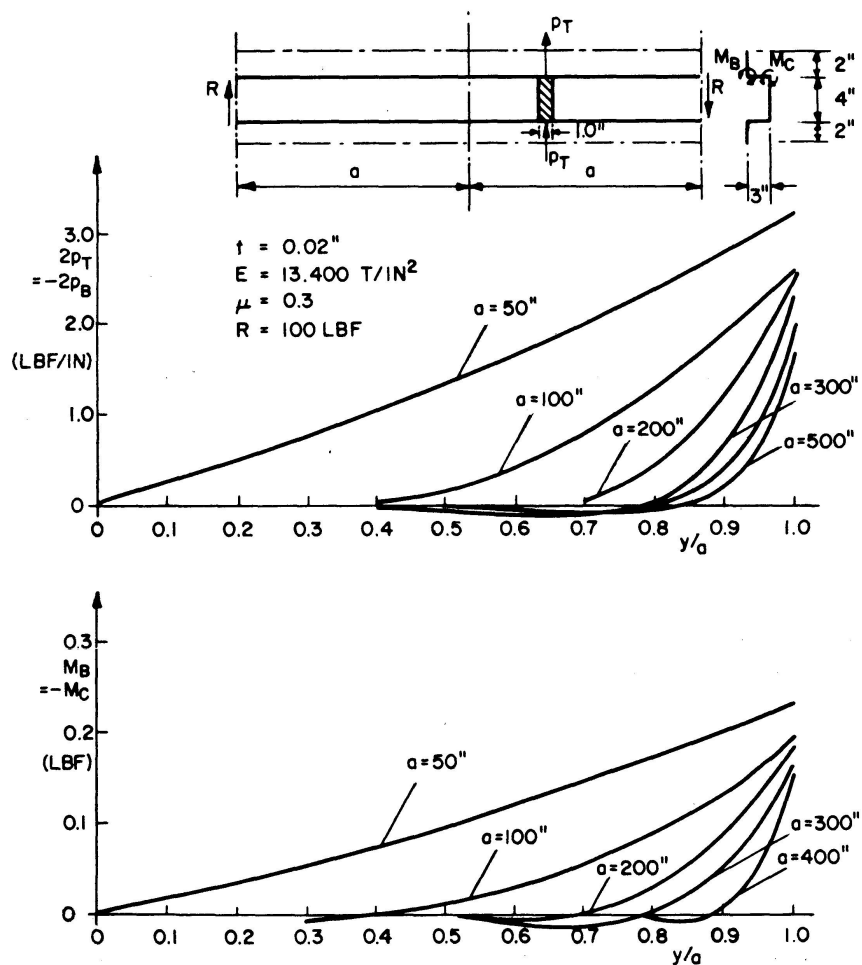 p_T
M_B M_C 2"
R R 4"
1.0" 2"
p_T
a a 3"
3.0
2p_T
=-2p_B
2.0
(LBF/IN)
1.0
0
t = 0.02"
E = 13.400 T/IN²
μ = 0.3
R = 100 LBF
a=50"
a=100"
a=200"
a=300"
a=500"
0 0.1 0.2 0.3 0.4 0.5 0.6 0.7 0.8 0.9 1.0
y/a
0.3
M_B
=-M_C
0.2
(LBF)
0.1
0
a=50"
a=100"
a=200"
a=300"
a=400"
0 0.1 0.2 0.3 0.4 0.5 0.6 0.7 0.8 0.9 1.0
y/a